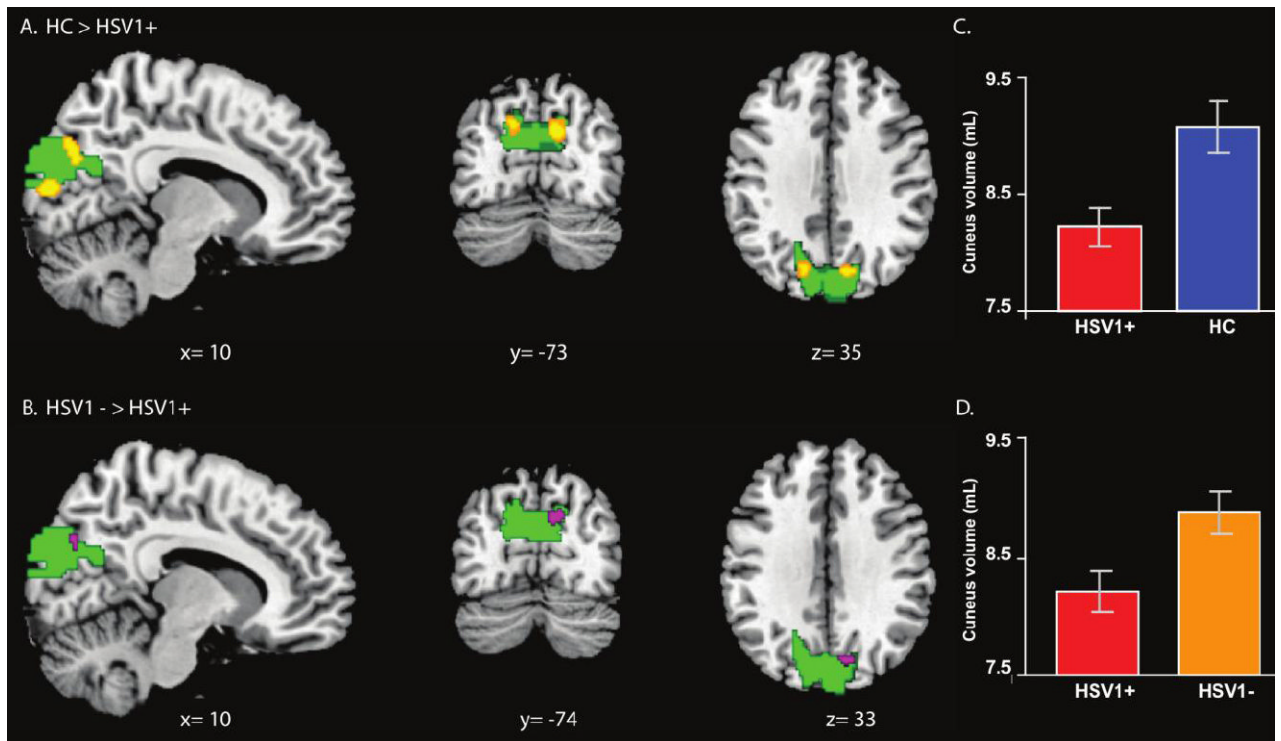 A. HC > HSV1+
x= 10
y= -73
z= 35
C.
9.5
8.5
7.5
Cuneus volume (mL)
HSV1+
HC
B. HSV1 - > HSV1+
x= 10
y= -74
z= 33
D.
9.5
8.5
7.5
Cuneus volume (mL)
HSV1+
HSV1-